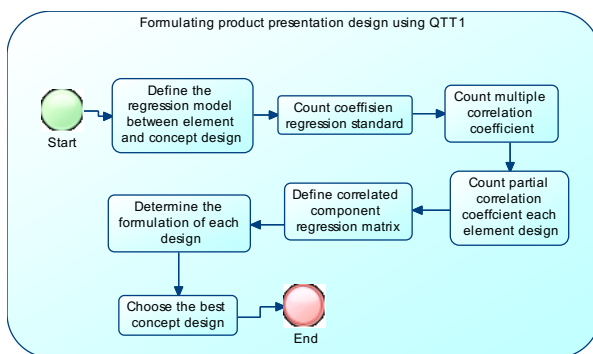 Formulating product presentation design using QTT1
Start
Define the
regression model
between element
and concept design
Count coeffisien
regression standard
Count multiple
correlation
coefficient
Count partial
correlation
coeffcient each
element design
Define correlated
component
regression matrix
Determine the
formulation of each
design
Choose the best
concept design
End